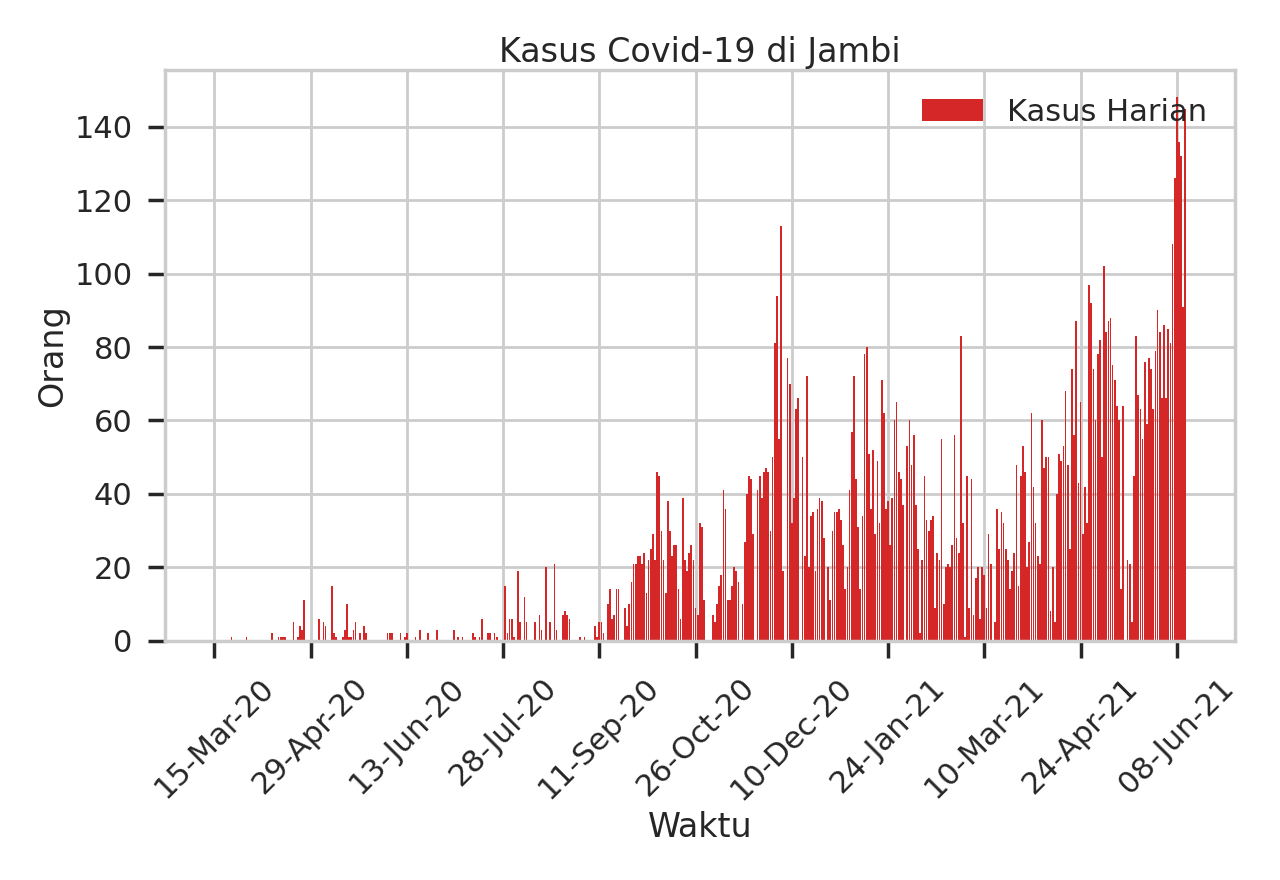 Kasus Covid-19 di Jambi
Kasus Harian
Orang
140
120
100
80
60
40
20
0
15-Mar-20
29-Apr-20
13-Jun-20
28-Jul-20
11-Sep-20
26-Oct-20
10-Dec-20
24-Jan-21
10-Mar-21
24-Apr-21
08-Jun-21
Waktu